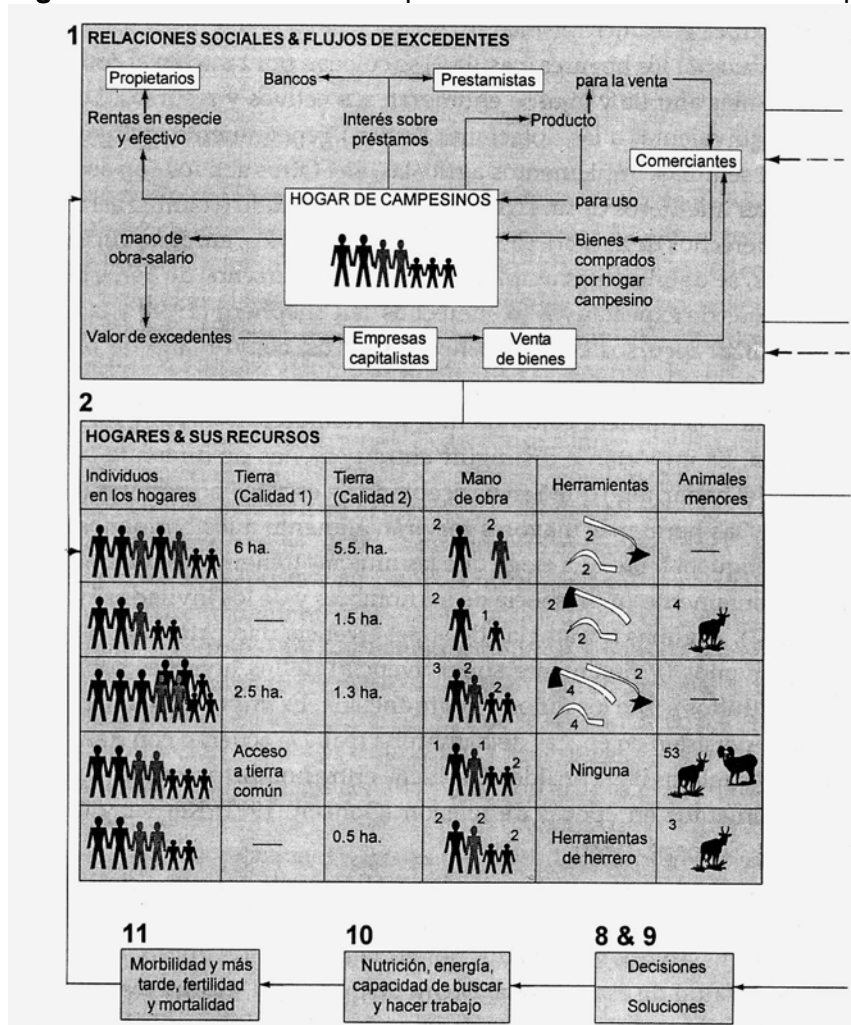 1 RELACIONES SOCIALES & FLUJOS DE EXCEDENTES
Propietarios
Bancos
Prestamistas
para la venta
Rentas en especie
y efectivo
Interés sobre
préstamos
Producto
Comerciantes
HOGAR DE CAMPESINOS
para uso
mano de
obra-salario
Bienes
comprados
por hogar
campesino
Valor de excedentes
Empresas
capitalistas
Venta
de bienes
2
HOGARES & SUS RECURSOS
Individuos
en los hogares
Tierra
(Calidad 1)
Tierra
(Calidad 2)
Mano
de obra
Herramientas
Animales
menores
6 ha.
5.5. ha.
2 2
2
2
—
—
1.5 ha.
2
1
2
2
4
2.5 ha.
1.3 ha.
3 2
2
4
2
4
—
Acceso
a tierra
común
1 1
2
Ninguna
53
—
0.5 ha.
2 2
2
Herramientas
de herrero
3
11
Morbilidad y más
tarde, fertilidad
y mortalidad
10
Nutrición, energía,
capacidad de buscar
y hacer trabajo
8 & 9
Decisiones
Soluciones